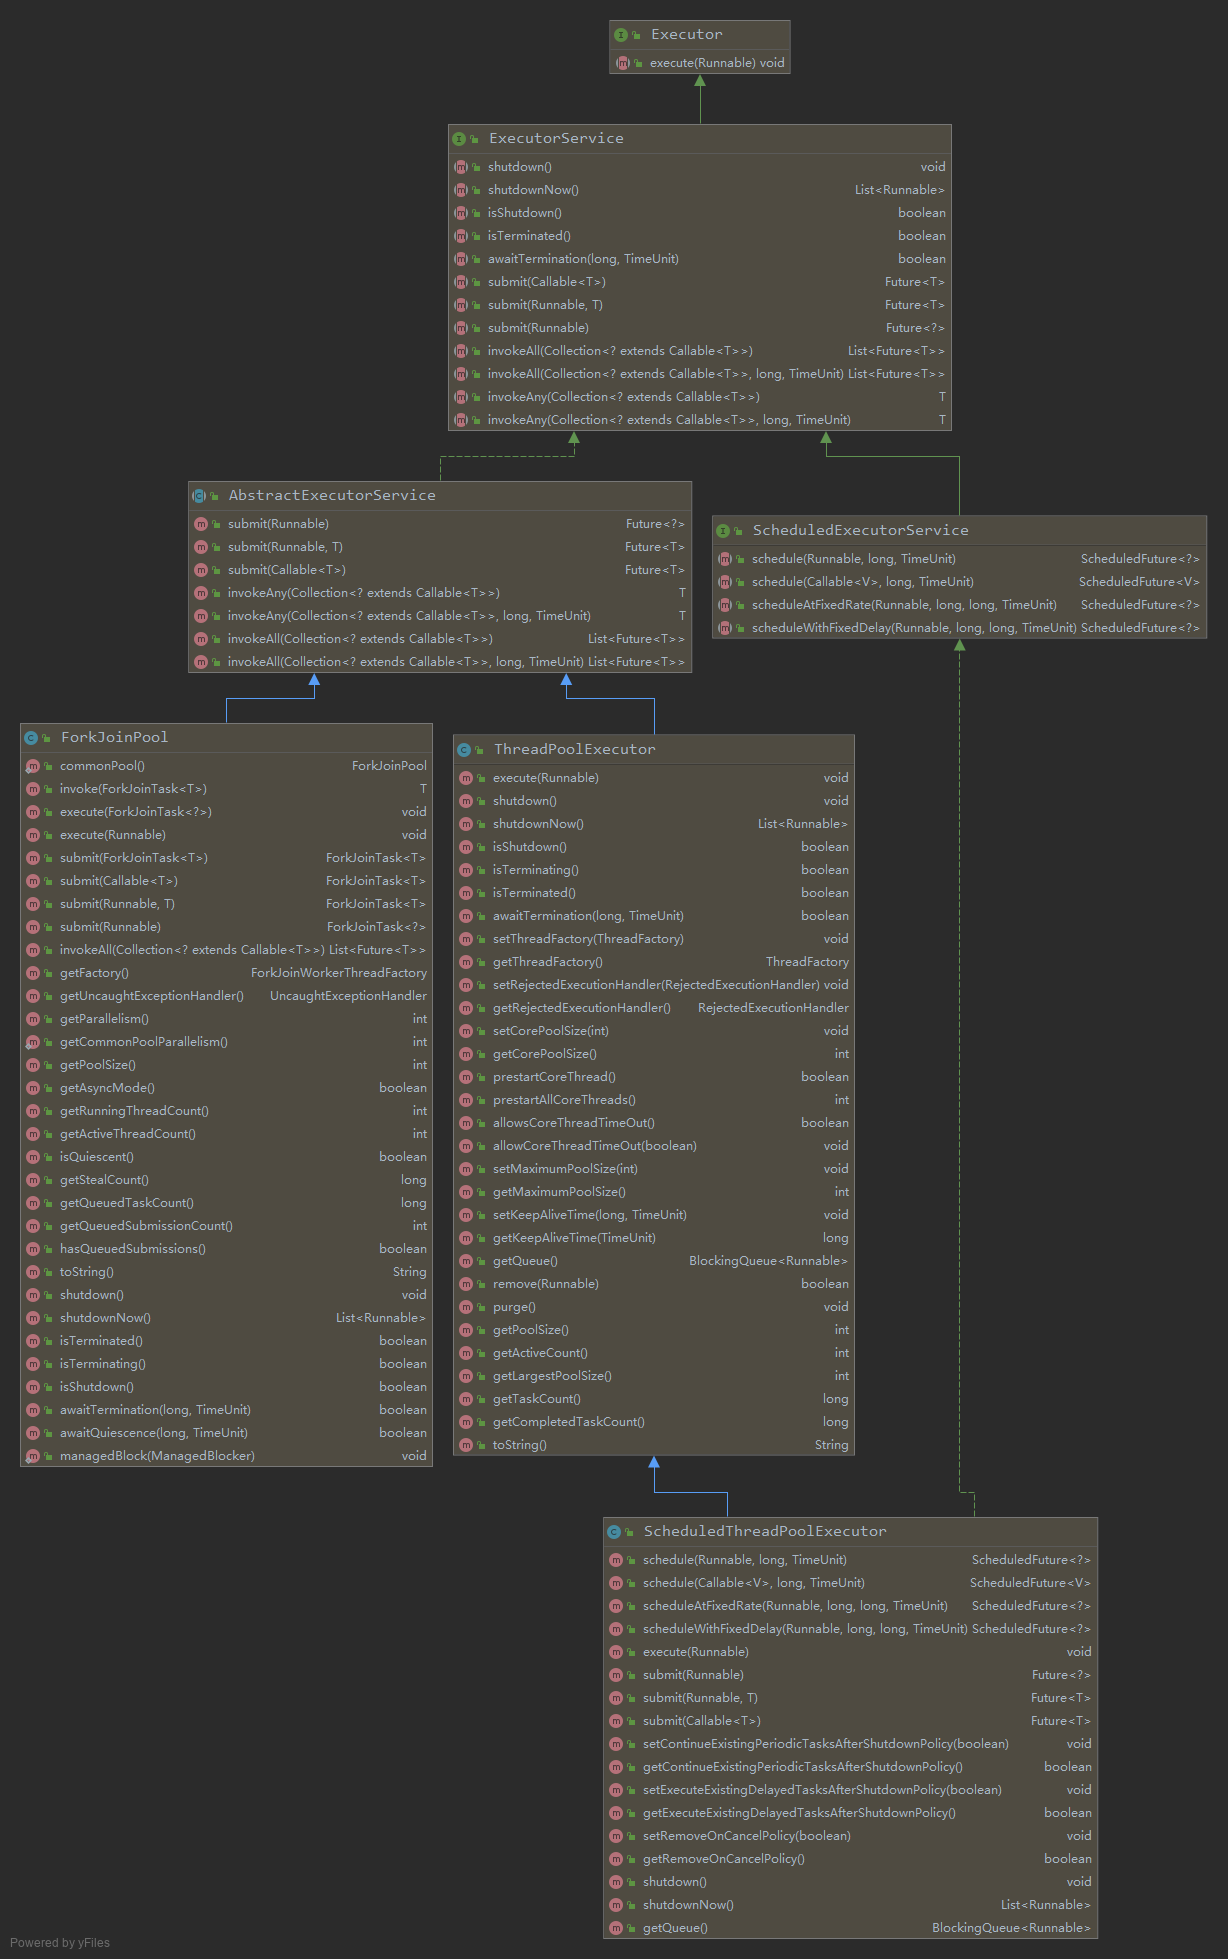 Executor
execute(Runnable) void
ExecutorService
shutdown() void
shutdownNow() List<Runnable>
isShutdown() boolean
isTerminated() boolean
awaitTermination(long, TimeUnit) boolean
submit(Callable<T>) Future<T>
submit(Runnable, T) Future<T>
submit(Runnable) Future<?>
invokeAll(Collection<? extends Callable<T>>) List<Future<T>>
invokeAll(Collection<? extends Callable<T>>, long, TimeUnit) List<Future<T>>
invokeAny(Collection<? extends Callable<T>>) T
invokeAny(Collection<? extends Callable<T>>, long, TimeUnit) T
AbstractExecutorService
submit(Runnable) Future<?>
submit(Runnable, T) Future<T>
submit(Callable<T>) Future<T>
invokeAny(Collection<? extends Callable<T>>) T
invokeAny(Collection<? extends Callable<T>>, long, TimeUnit) T
invokeAll(Collection<? extends Callable<T>>) List<Future<T>>
invokeAll(Collection<? extends Callable<T>>, long, TimeUnit) List<Future<T>>
ScheduledExecutorService
schedule(Runnable, long, TimeUnit) ScheduledFuture<?>
schedule(Callable<V>, long, TimeUnit) ScheduledFuture<V>
scheduleAtFixedRate(Runnable, long, long, TimeUnit) ScheduledFuture<?>
scheduleWithFixedDelay(Runnable, long, long, TimeUnit) ScheduledFuture<?>
ForkJoinPool
commonPool() ForkJoinPool
invoke(ForkJoinTask<T>) T
execute(ForkJoinTask<?>) void
execute(Runnable) void
submit(ForkJoinTask<T>) ForkJoinTask<T>
submit(Callable<T>) ForkJoinTask<T>
submit(Runnable, T) ForkJoinTask<T>
submit(Runnable) ForkJoinTask<?>
invokeAll(Collection<? extends Callable<T>>) List<Future<T>>
getFactory() ForkJoinWorkerThreadFactory
getUncaughtExceptionHandler() UncaughtExceptionHandler
getParallelism() int
getCommonPoolParallelism() int
getPoolSize() int
getAsyncMode() boolean
getRunningThreadCount() int
getActiveThreadCount() int
isQuiescent() boolean
getStealCount() long
getQueuedTaskCount() long
getQueuedSubmissionCount() int
hasQueuedSubmissions() boolean
toString() String
shutdown() void
shutdownNow() List<Runnable>
isTerminated() boolean
isTerminating() boolean
isShutdown() boolean
awaitTermination(long, TimeUnit) boolean
awaitQuiescence(long, TimeUnit) boolean
managedBlock(ManagedBlocker) void
ThreadPoolExecutor
execute(Runnable) void
shutdown() void
shutdownNow() List<Runnable>
isShutdown() boolean
isTerminating() boolean
isTerminated() boolean
awaitTermination(long, TimeUnit) boolean
setThreadFactory(ThreadFactory) void
getThreadFactory() ThreadFactory
setRejectedExecutionHandler(RejectedExecutionHandler) void
getRejectedExecutionHandler() RejectedExecutionHandler
setCorePoolSize(int) void
getCorePoolSize() int
prestartCoreThread() boolean
prestartAllCoreThreads() int
allowsCoreThreadTimeOut() boolean
allowCoreThreadTimeOut(boolean) void
setMaximumPoolSize(int) void
getMaximumPoolSize() int
setKeepAliveTime(long, TimeUnit) void
getKeepAliveTime(TimeUnit) long
getQueue() BlockingQueue<Runnable>
remove(Runnable) boolean
purge() void
getPoolSize() int
getActiveCount() int
getLargestPoolSize() int
getTaskCount() long
getCompletedTaskCount() long
toString() String
ScheduledThreadPoolExecutor
schedule(Runnable, long, TimeUnit) ScheduledFuture<?>
schedule(Callable<V>, long, TimeUnit) ScheduledFuture<V>
scheduleAtFixedRate(Runnable, long, long, TimeUnit) ScheduledFuture<?>
scheduleWithFixedDelay(Runnable, long, long, TimeUnit) ScheduledFuture<?>
execute(Runnable) void
submit(Runnable) Future<?>
submit(Runnable, T) Future<T>
submit(Callable<T>) Future<T>
setContinueExistingPeriodicTasksAfterShutdownPolicy(boolean) void
getContinueExistingPeriodicTasksAfterShutdownPolicy() boolean
setExecuteExistingDelayedTasksAfterShutdownPolicy(boolean) void
getExecuteExistingDelayedTasksAfterShutdownPolicy() boolean
setRemoveOnCancelPolicy(boolean) void
getRemoveOnCancelPolicy() boolean
shutdown() void
shutdownNow() List<Runnable>
getQueue() BlockingQueue<Runnable>
Powered by yFiles